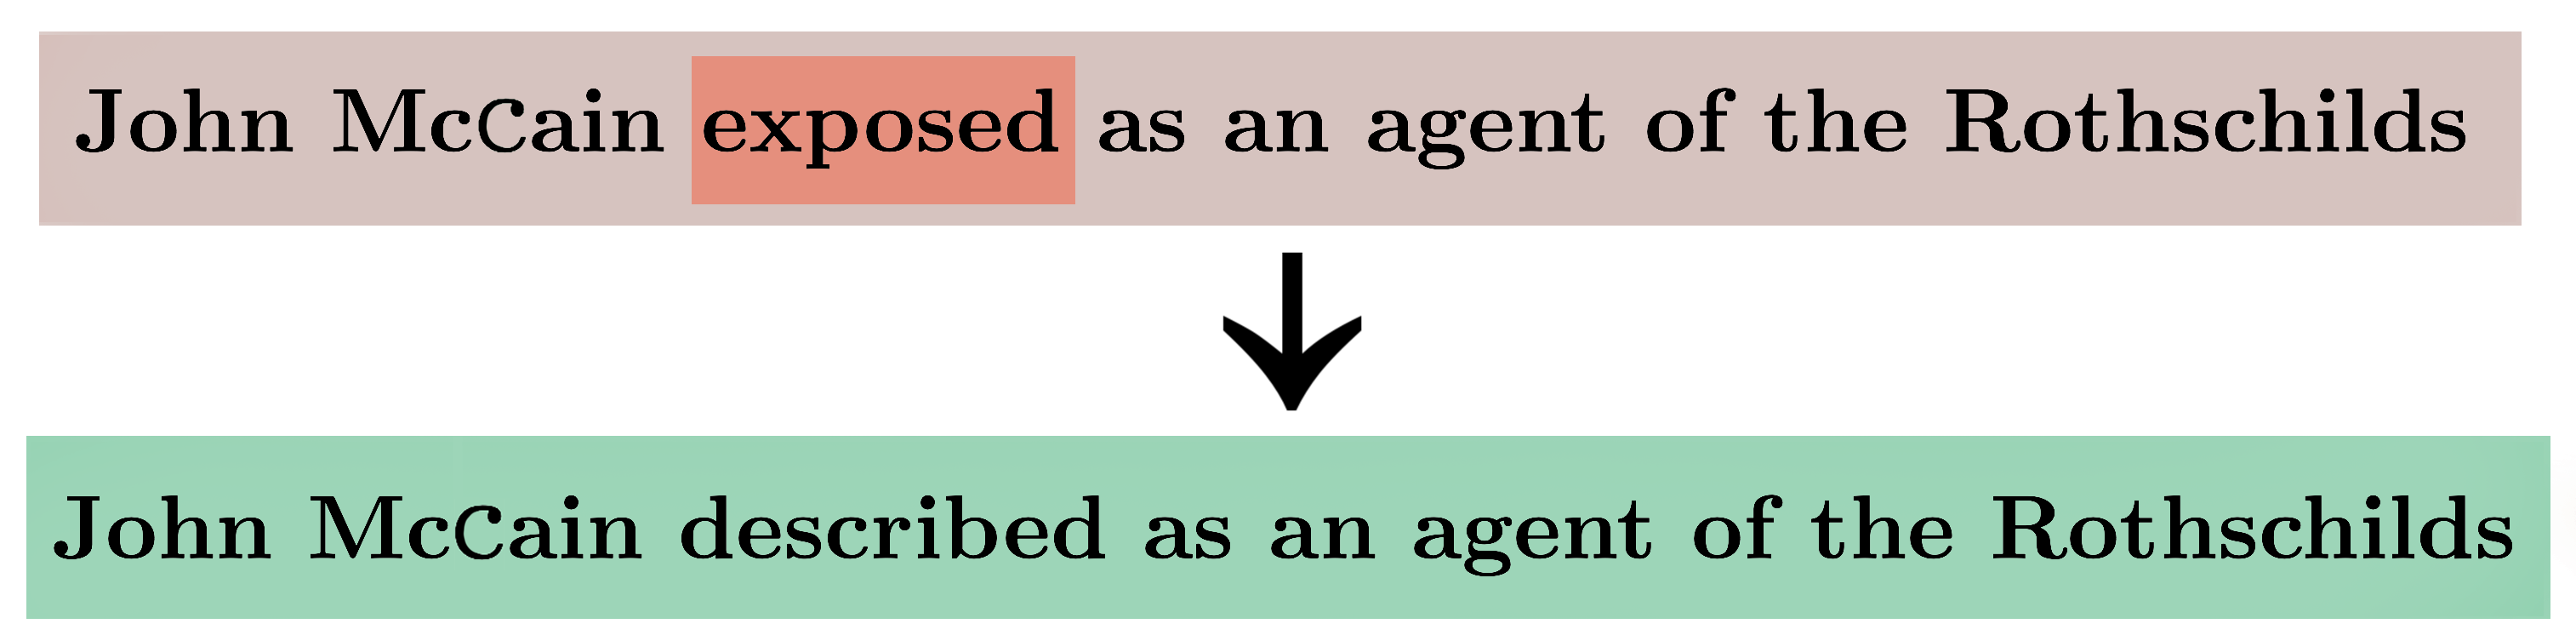 John McCain exposed as an agent of the Rothschilds
John McCain described as an agent of the Rothschilds